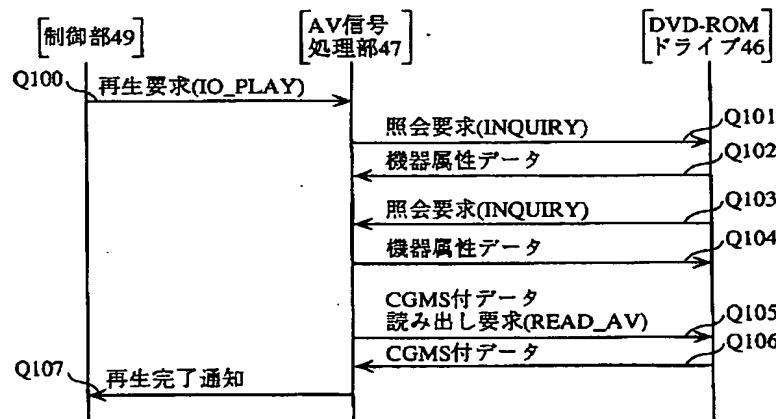 制御部49
AV信号
処理部47
DVD-ROM
ドライブ46
Q100
再生要求(IO_PLAY)
照会要求(INQUIRY)
Q101
機器属性データ
Q102
照会要求(INQUIRY)
Q103
機器属性データ
Q104
CGMS付データ
読み出し要求(READ_AV)
Q105
CGMS付データ
Q106
Q107
再生完了通知